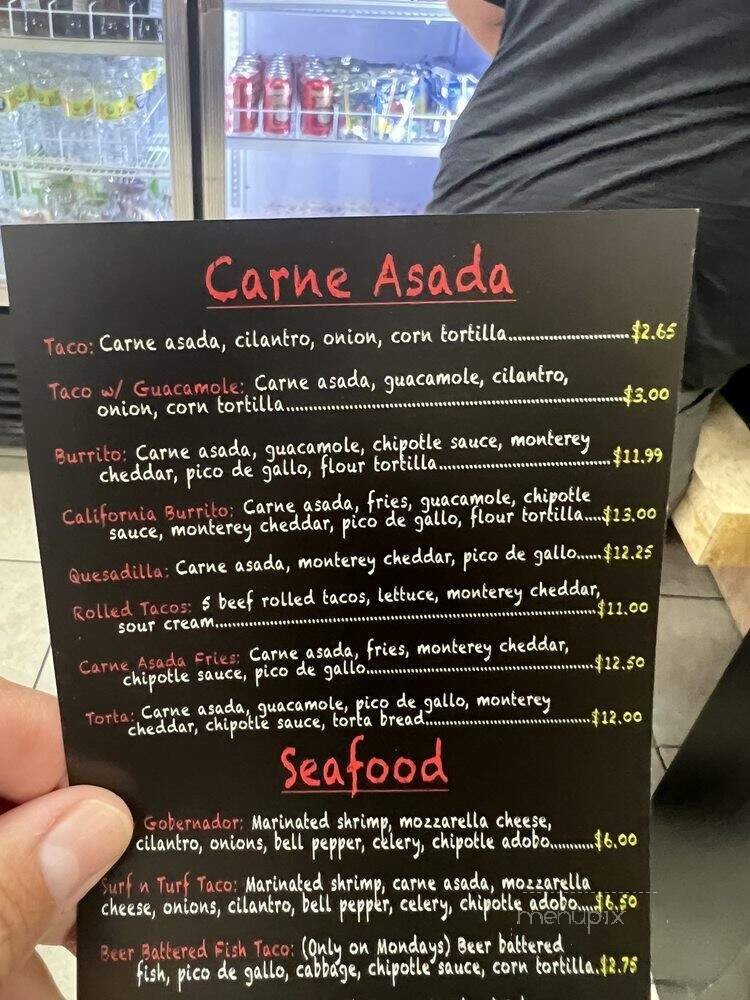 Carne Asada
Taco: Carne asada, cilantro, onion, corn tortilla..............................$2.65
Taco w/ Guacamole: Carne asada, guacamole, cilantro,
onion, corn tortilla................................................................................$3.00
Burrito: Carne asada, guacamole, chipotle sauce, monterey
cheddar, pico de gallo, flour tortilla........................................$11.99
California Burrito: Carne asada, fries, guacamole, chipotle
sauce, monterey cheddar, pico de gallo, flour tortilla....$13.00
Quesadilla: Carne asada, monterey cheddar, pico de gallo......$12.25
Rolled Tacos: 5 beef rolled tacos, lettuce, monterey cheddar,
sour cream................................................................................$11.00
Carne Asada Fries: Carne asada, fries, monterey cheddar,
chipotle sauce, pico de gallo..................................................$12.50
Torta: Carne asada, guacamole, pico de gallo, monterey
cheddar, chipotle sauce, torta bread....................................$12.00
Seafood
Gobernador: Marinated shrimp, mozzarella cheese,
cilantro, onions, bell pepper, celery, chipotle adobo..........$6.00
Surf n Turf Taco: Marinated shrimp, carne asada, mozzarella
cheese, onions, cilantro, bell pepper, celery, chipotle adobo....$6.50
menupix
Beer Battered Fish Taco: (Only on Mondays) Beer battered
fish, pico de gallo, cabbage, chipotle sauce, corn tortilla.$2.75